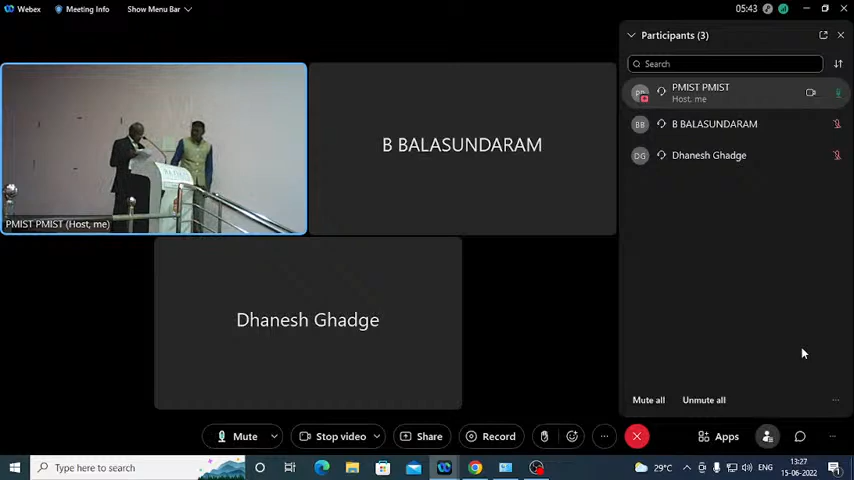 Webex
Meeting Info
Show Menu Bar
05:43
Participants (3)
Search
PMIST PMIST
Host, me
BB
B BALASUNDARAM
DG
Dhanesh Ghadge
PMIST PMIST (Host, me)
B BALASUNDARAM
Dhanesh Ghadge
Mute all
Unmute all
Mute
Stop video
Share
Record
Apps
Type here to search
29°C
ENG
13:27
15-06-2022